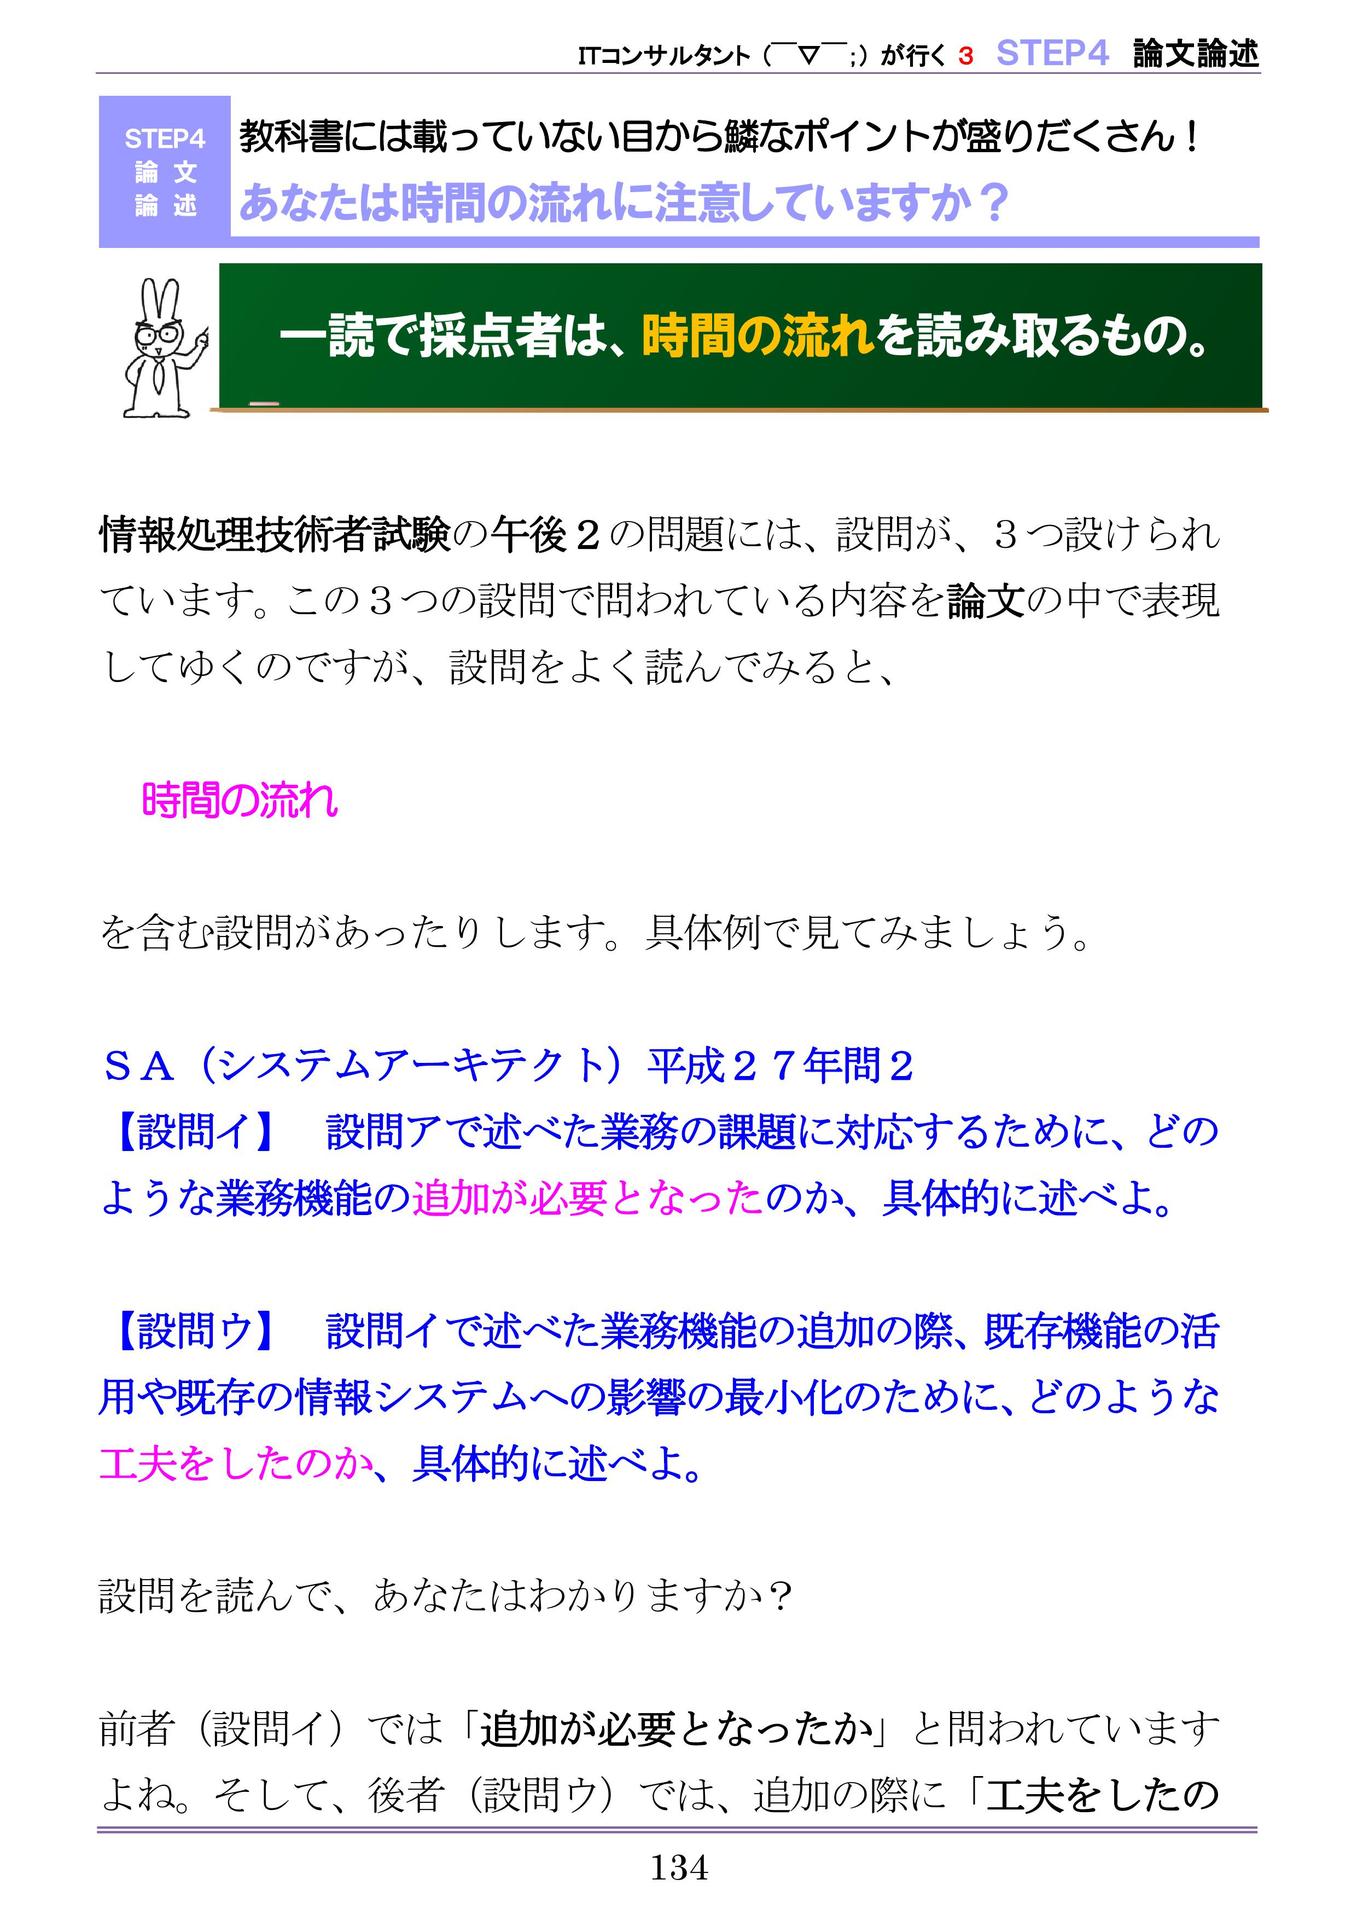 ITコンサルタント（￣▽￣；）が行く 3 STEP4 論文論述
STEP4
論 文
論 述
教科書には載っていない目から鱗なポイントが盛りだくさん！
あなたは時間の流れに注意していますか？
一読で採点者は、時間の流れを読み取るもの。
情報処理技術者試験の午後２の問題には、設問が、３つ設けられ
ています。この３つの設問で問われている内容を論文の中で表現
してゆくのですが、設問をよく読んでみると、
時間の流れ
を含む設問があったりします。具体例で見てみましょう。
ＳＡ（システムアーキテクト）平成２７年問２
【設問イ】　設問アで述べた業務の課題に対応するために、どの
ような業務機能の追加が必要となったのか、具体的に述べよ。
【設問ウ】　設問イで述べた業務機能の追加の際、既存機能の活
用や既存の情報システムへの影響の最小化のために、どのような
工夫をしたのか、具体的に述べよ。
設問を読んで、あなたはわかりますか？
前者（設問イ）では「追加が必要となったか」と問われています
よね。そして、後者（設問ウ）では、追加の際に「工夫をしたの
134